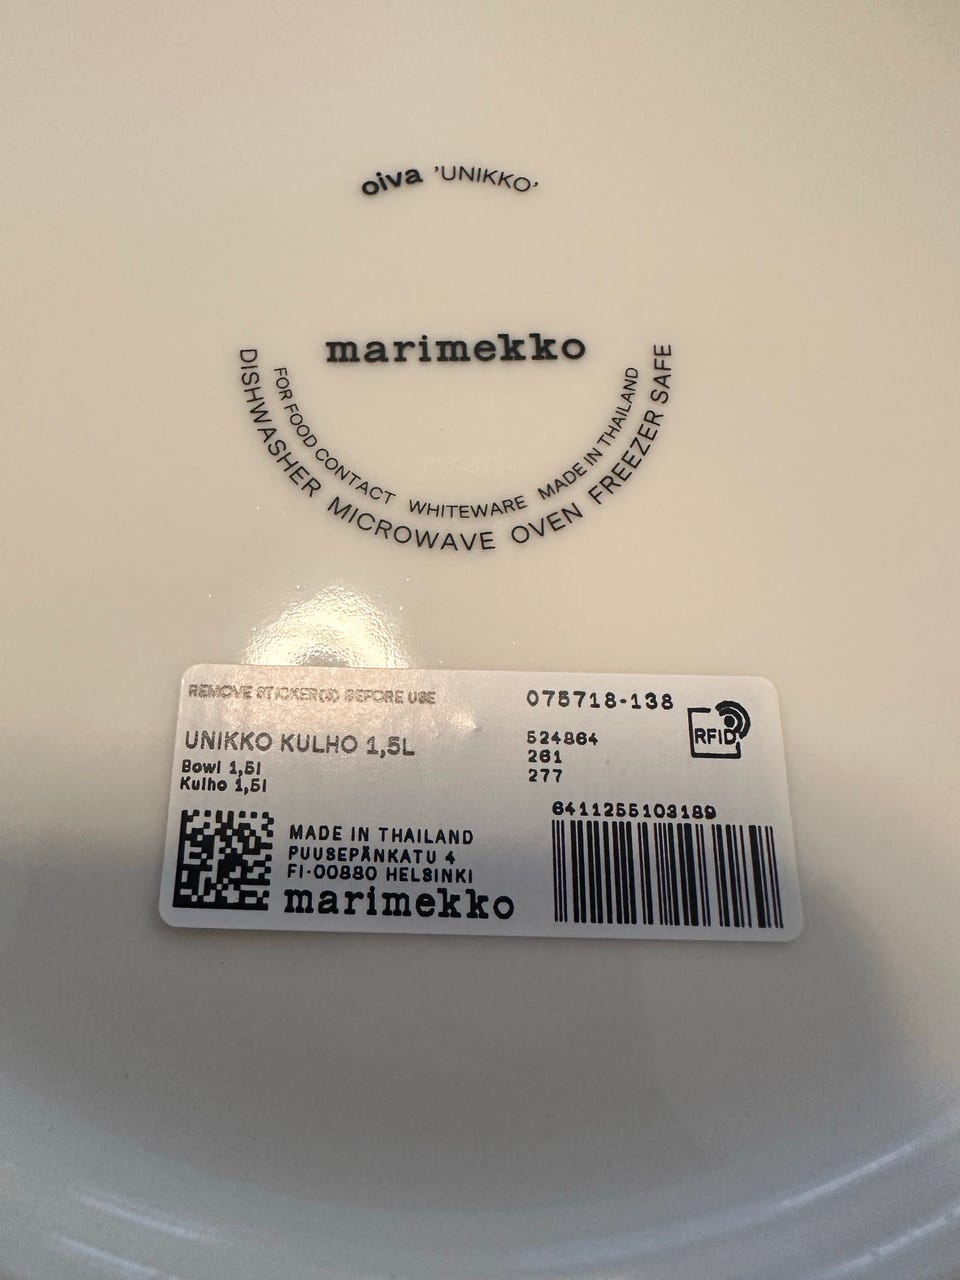 oiva 'UNIKKO'
marimekko
FOR FOOD CONTACT WHITEWARE MADE IN THAILAND
DISHWASHER MICROWAVE OVEN FREEZER SAFE
REMOVE STICKER(S) BEFORE USE
UNIKKO KULHO 1,5L
Bowl 1,5l
Kulho 1,5l
075718-138
524864
261
277
RFID
6411255103189
MADE IN THAILAND
PUUSEPÄNKATU 4
FI-00880 HELSINKI
marimekko